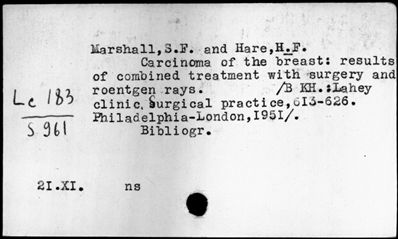 Marshall,S.F. and Hare,H.F.
Carcinoma of the breast: results
of combined treatment with surgery and
roentgen rays. /В КН.:Lahey
clinic. Surgical practice,613-626.
Philadelphia-London,1951/.
Bibliogr.
Lc 183
S 961
21.XI. ns